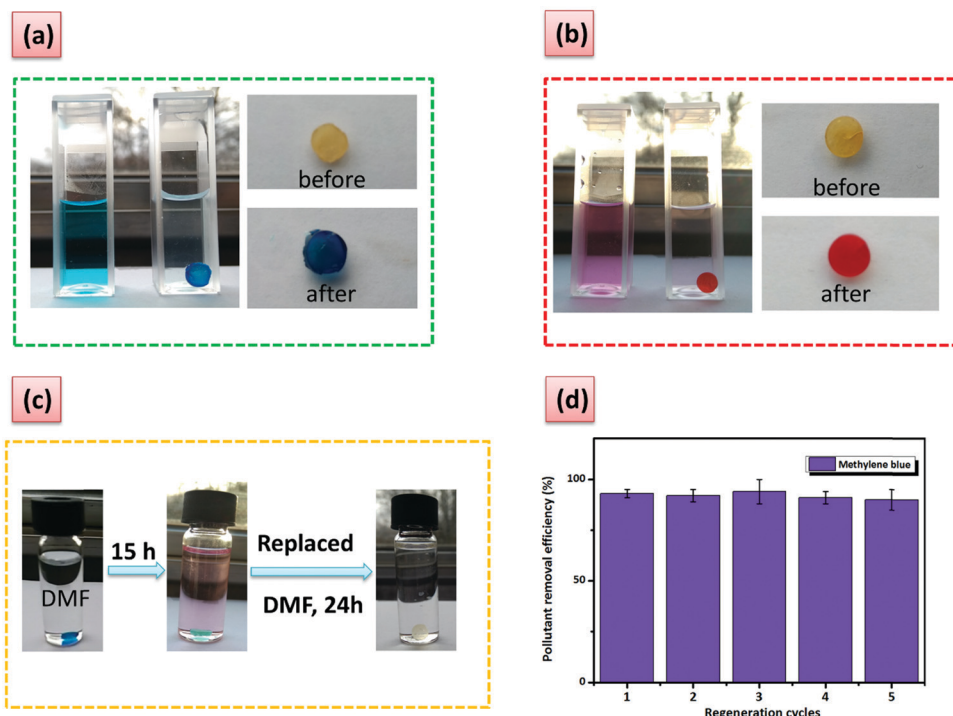 (a)
before
after
(b)
before
after
(c)
DMF
15 h
Replaced
DMF, 24h
(d)
Pollutant removal efficiency (%)
100
50
0
Methylene blue
1 2 3 4 5
Regeneration cycles